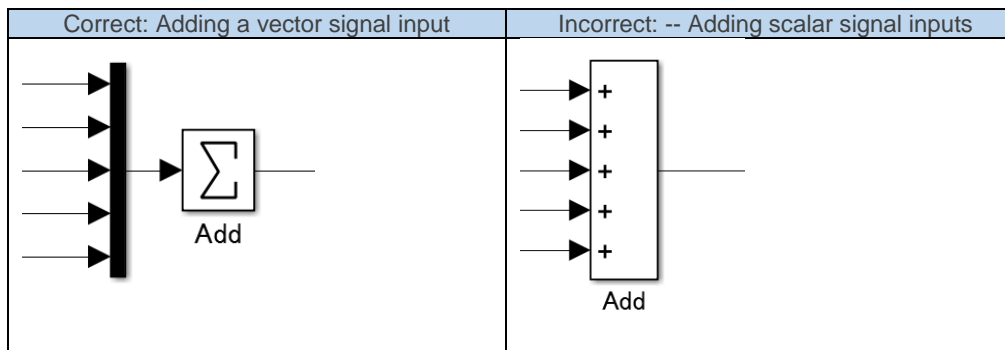 Correct: Adding a vector signal input
Incorrect: -- Adding scalar signal inputs
Σ
Add
+
+
+
+
+
Add